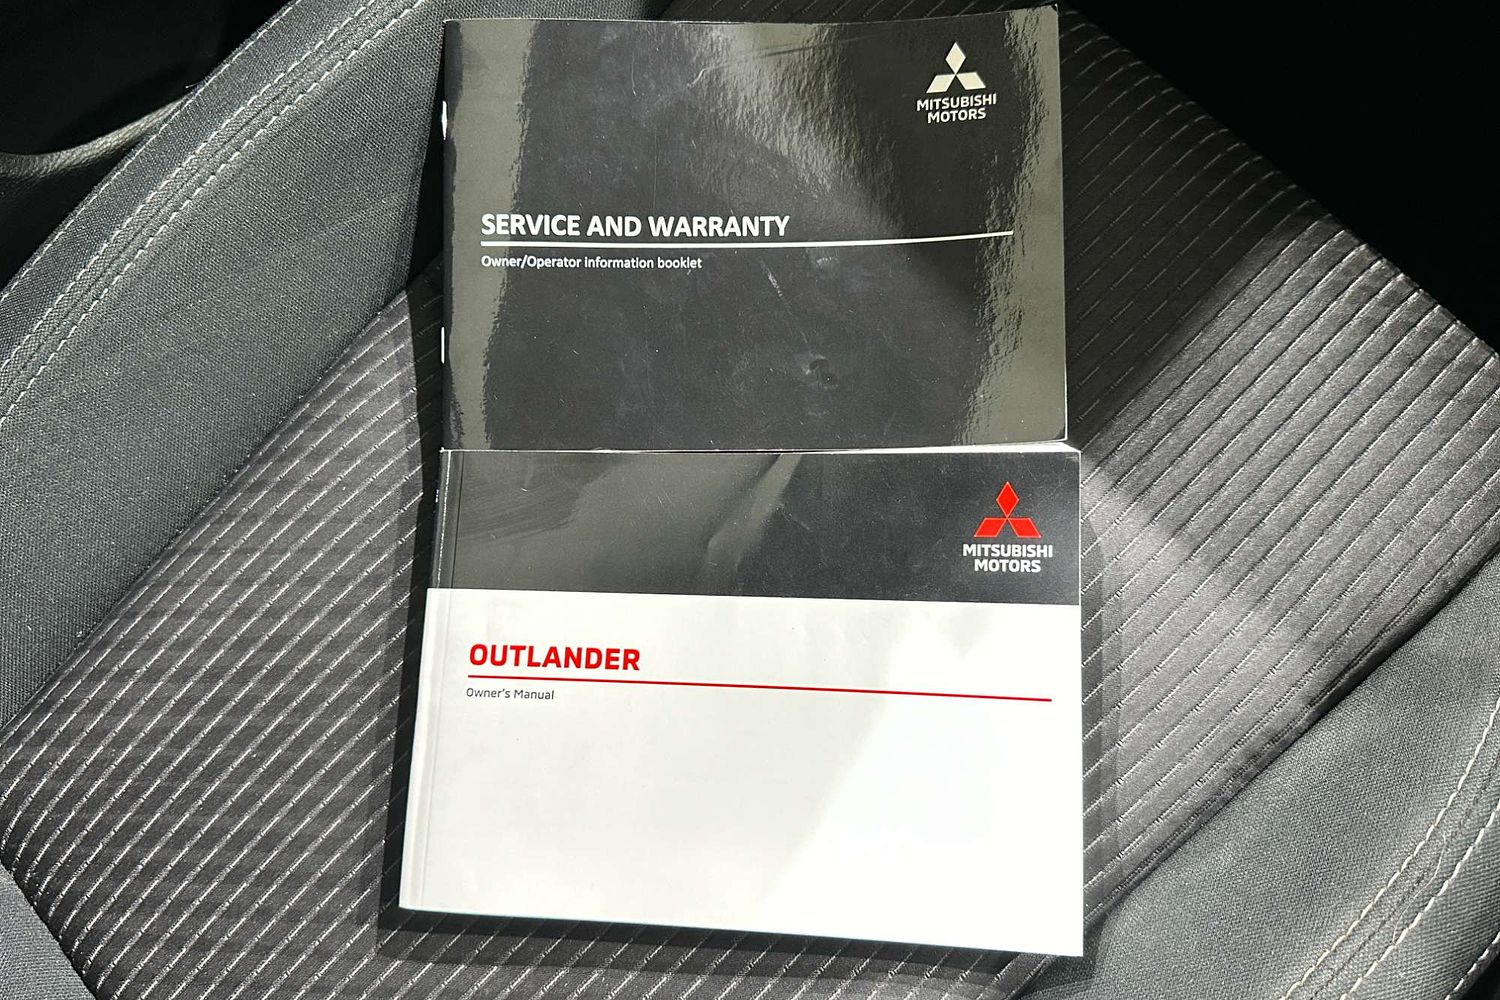 MITSUBISHI
MOTORS
SERVICE AND WARRANTY
Owner/Operator information booklet
MITSUBISHI
MOTORS
OUTLANDER
Owner's Manual